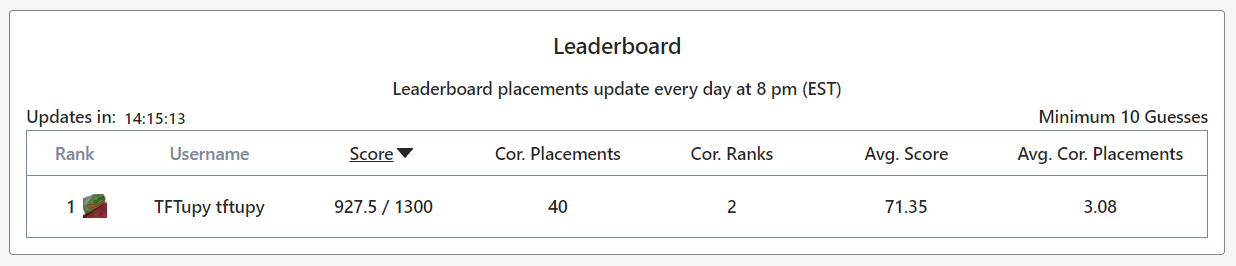 Leaderboard
Leaderboard placements update every day at 8 pm (EST)
Updates in: 14:15:13 Minimum 10 Guesses
Rank Username Score Cor. Placements Cor. Ranks Avg. Score Avg. Cor. Placements
1 TFTupy tftupy 927.5 / 1300 40 2 71.35 3.08